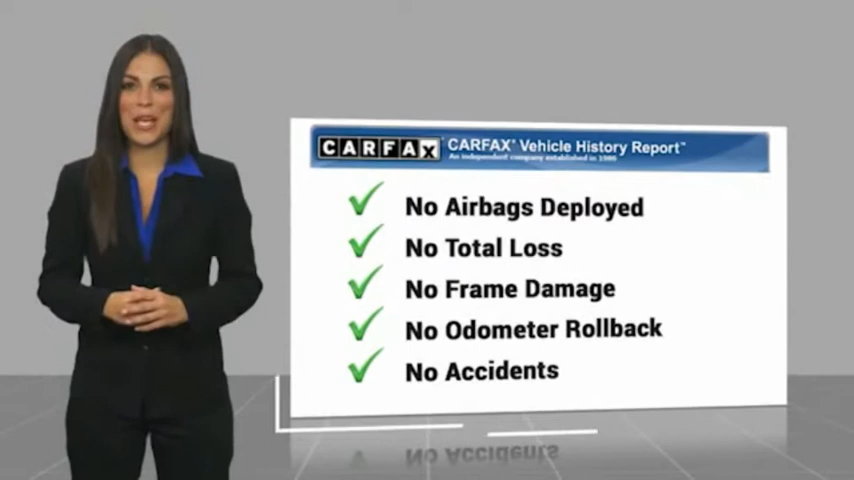 CARFAX CARFAX® Vehicle History Report™
An independent company established in 1986
No Airbags Deployed
No Total Loss
No Frame Damage
No Odometer Rollback
No Accidents
No Accidents